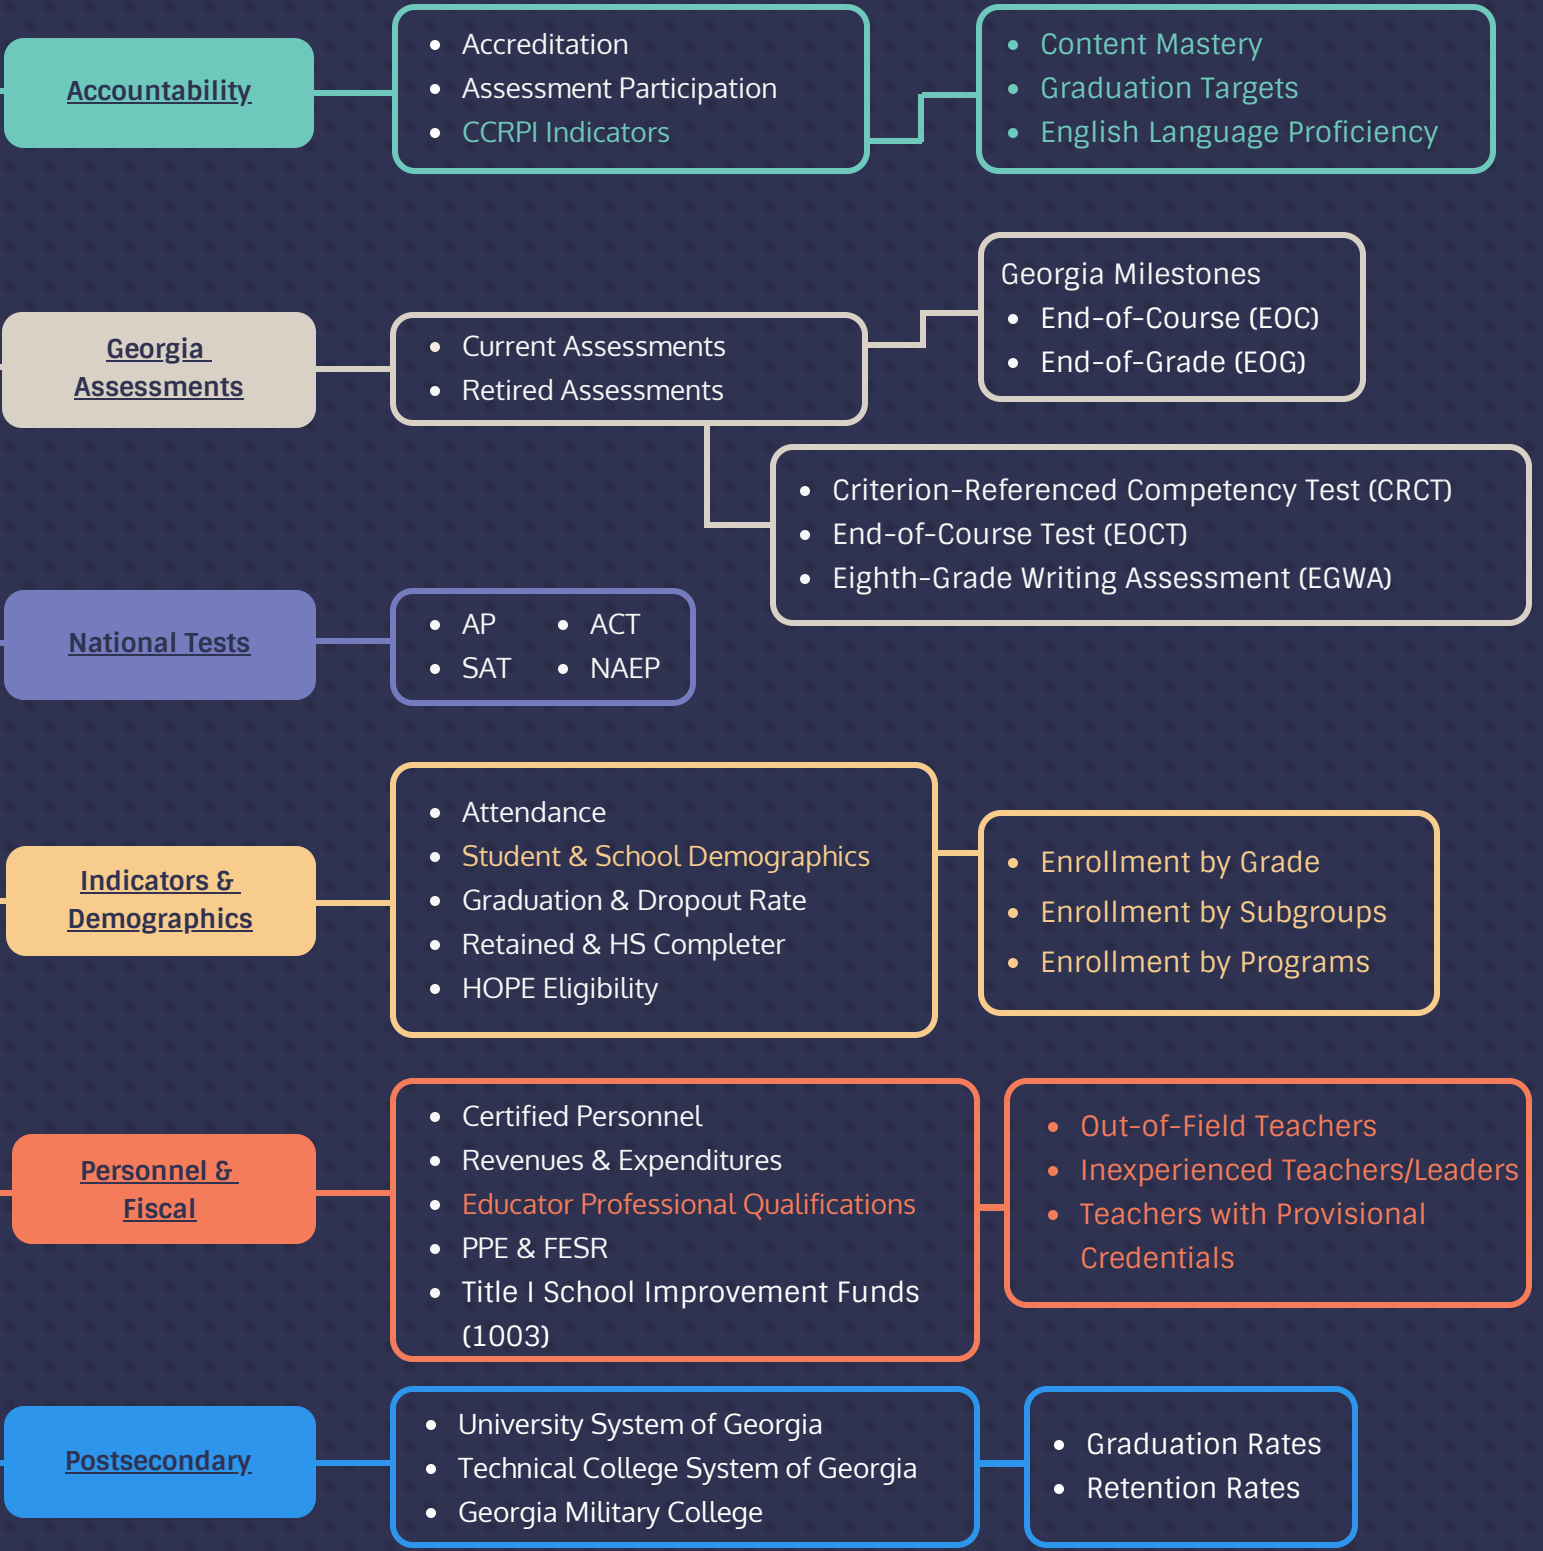 Accountability
• Accreditation
• Assessment Participation
• CCRPI Indicators
• Content Mastery
• Graduation Targets
• English Language Proficiency
Georgia
Assessments
• Current Assessments
• Retired Assessments
Georgia Milestones
• End-of-Course (EOC)
• End-of-Grade (EOG)
• Criterion-Referenced Competency Test (CRCT)
• End-of-Course Test (EOCT)
• Eighth-Grade Writing Assessment (EGWA)
National Tests
• AP
• SAT
• ACT
• NAEP
Indicators &
Demographics
• Attendance
• Student & School Demographics
• Graduation & Dropout Rate
• Retained & HS Completer
• HOPE Eligibility
• Enrollment by Grade
• Enrollment by Subgroups
• Enrollment by Programs
Personnel &
Fiscal
• Certified Personnel
• Revenues & Expenditures
• Educator Professional Qualifications
• PPE & FESR
• Title I School Improvement Funds
(1003)
• Out-of-Field Teachers
• Inexperienced Teachers/Leaders
• Teachers with Provisional
Credentials
Postsecondary
• University System of Georgia
• Technical College System of Georgia
• Georgia Military College
• Graduation Rates
• Retention Rates